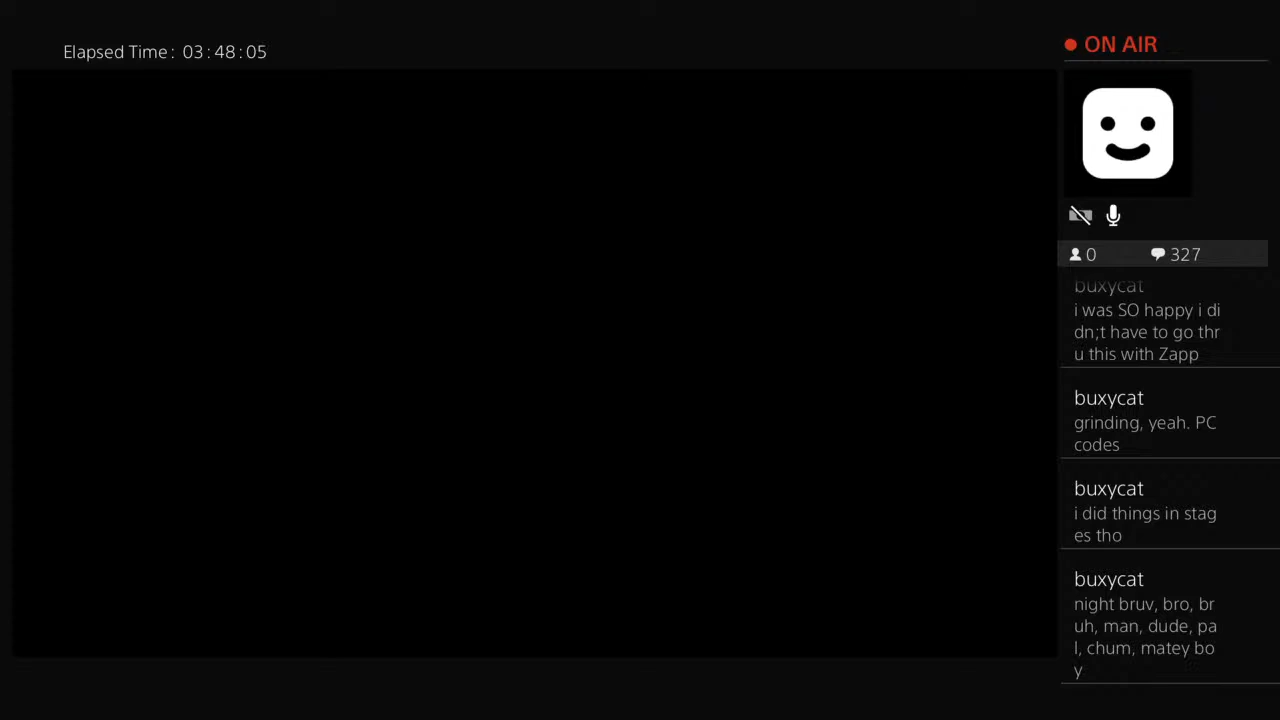 Elapsed Time: 03:48:05
ON AIR
0 327
buxycat
i was SO happy i di
dn;t have to go thr
u this with Zapp
buxycat
grinding, yeah. PC
codes
buxycat
i did things in stag
es tho
buxycat
night bruv, bro, br
uh, man, dude, pa
l, chum, matey bo
y